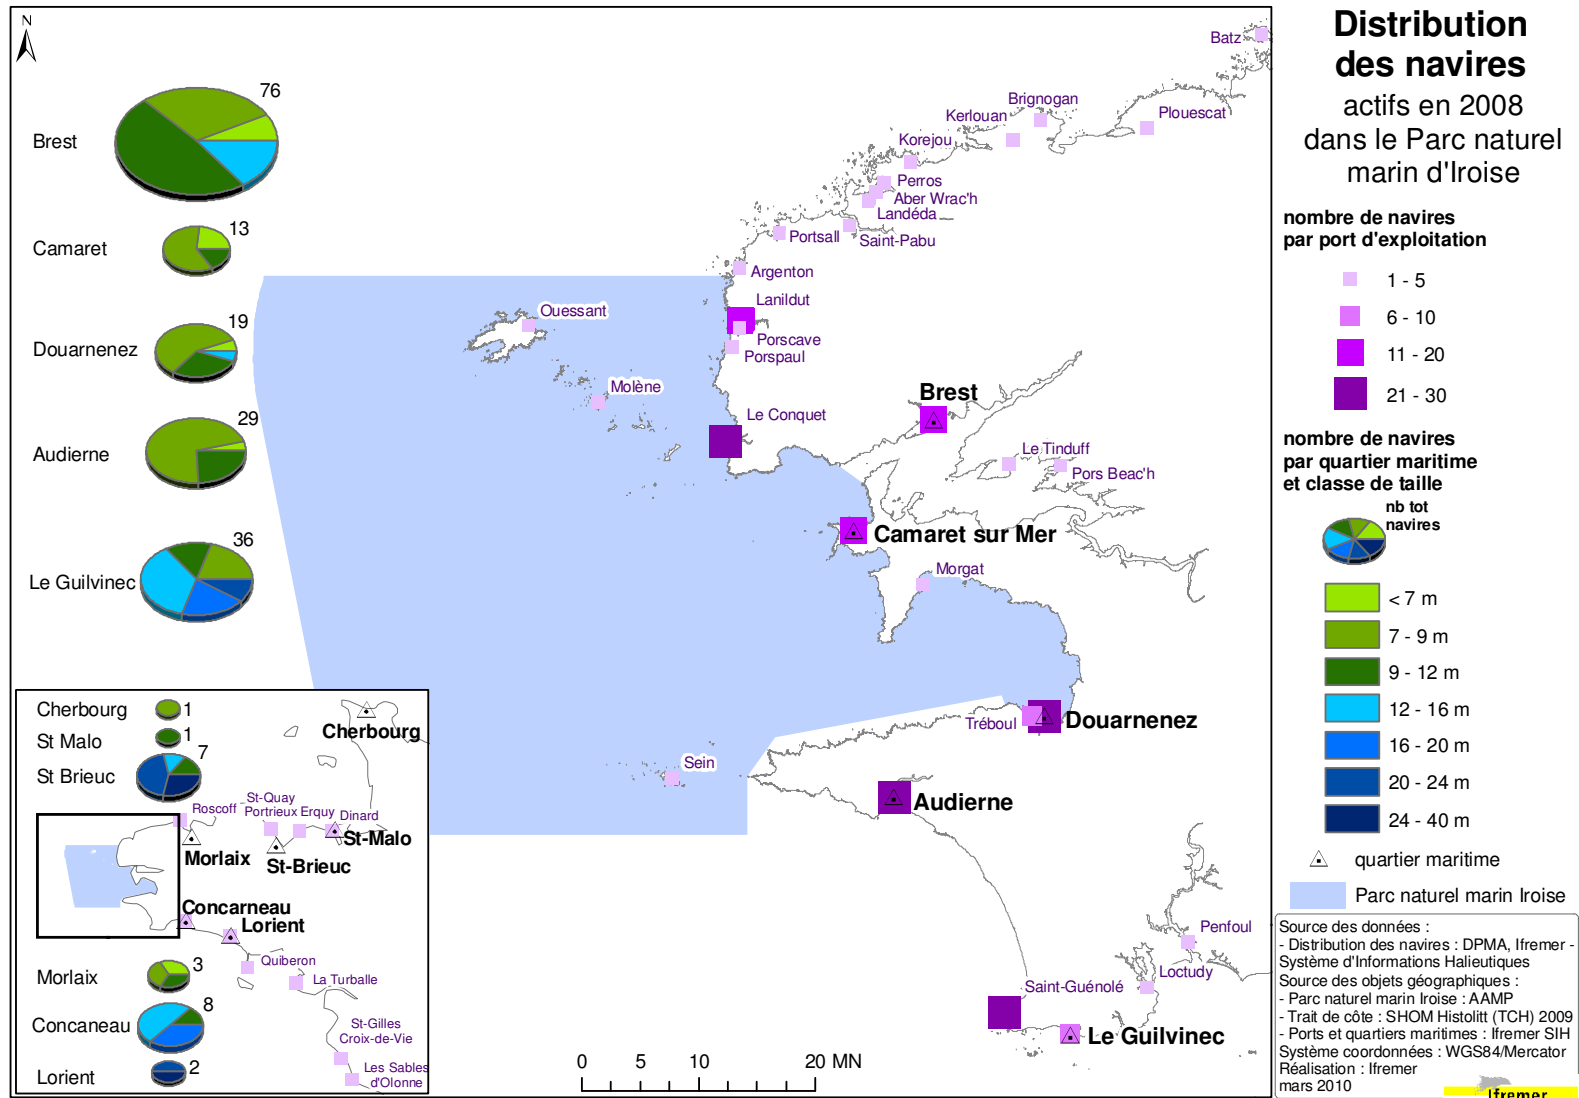 Distribution
des navires
actifs en 2008
dans le Parc naturel
marin d'Iroise
nombre de navires
par port d'exploitation
1 - 5
6 - 10
11 - 20
21 - 30
nombre de navires
par quartier maritime
et classe de taille
nb tot
navires
< 7 m
7 - 9 m
9 - 12 m
12 - 16 m
16 - 20 m
20 - 24 m
24 - 40 m
quartier maritime
Parc naturel marin Iroise
Source des données :
- Distribution des navires : DPMA, Ifremer -
Système d'Informations Halieutiques
Source des objets géographiques :
- Parc naturel marin Iroise : AAMP
- Trait de côte : SHOM Histolitt (TCH) 2009
- Ports et quartiers maritimes : Ifremer SIH
Système coordonnées : WGS84/Mercator
Réalisation : Ifremer
mars 2010
Ifremer
N
Brest
76
Camaret
13
Douarnenez
19
Audierne
29
Le Guilvinec
36
Batz
Plouescat
Brignogan
Kerlouan
Korejou
Perros
Aber Wrac'h
Landéda
Saint-Pabu
Portsall
Argenton
Lanildut
Porscave
Porspaul
Ouessant
Molène
Le Conquet
Brest
Le Tinduff
Pors Beac'h
Camaret sur Mer
Morgat
Tréboul
Douarnenez
Sein
Audierne
Penfoul
Loctudy
Saint-Guénolé
Le Guilvinec
0 5 10 20 MN
Cherbourg
1
St Malo
1
St Brieuc
7
Cherbourg
Roscoff
St-Quay
Portrieux
Erquy
Dinard
St-Malo
Morlaix
St-Brieuc
Concarneau
Lorient
Quiberon
La Turballe
St-Gilles
Croix-de-Vie
Les Sables
d'Olonne
Morlaix
3
Concaneau
8
Lorient
2